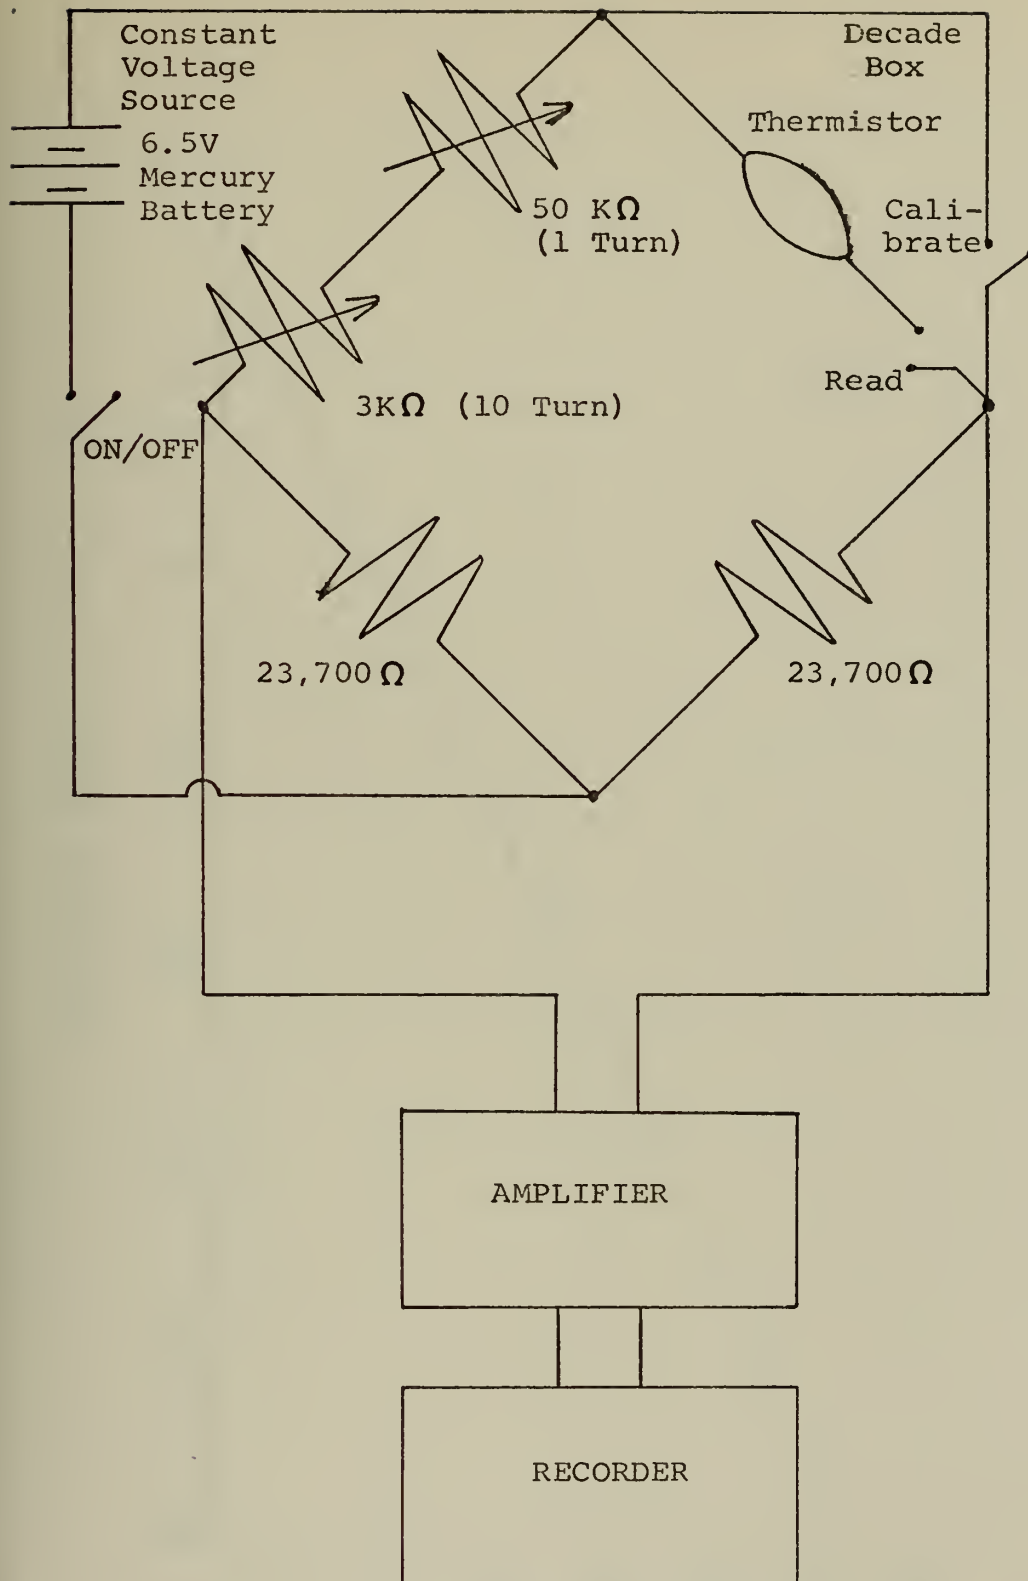 Constant
Voltage
Source
6.5V
Mercury
Battery
Decade
Box
Thermistor
50 KΩ
(1 Turn)
Cali-
brate
Read
3KΩ (10 Turn)
ON/OFF
23,700Ω
23,700Ω
AMPLIFIER
RECORDER